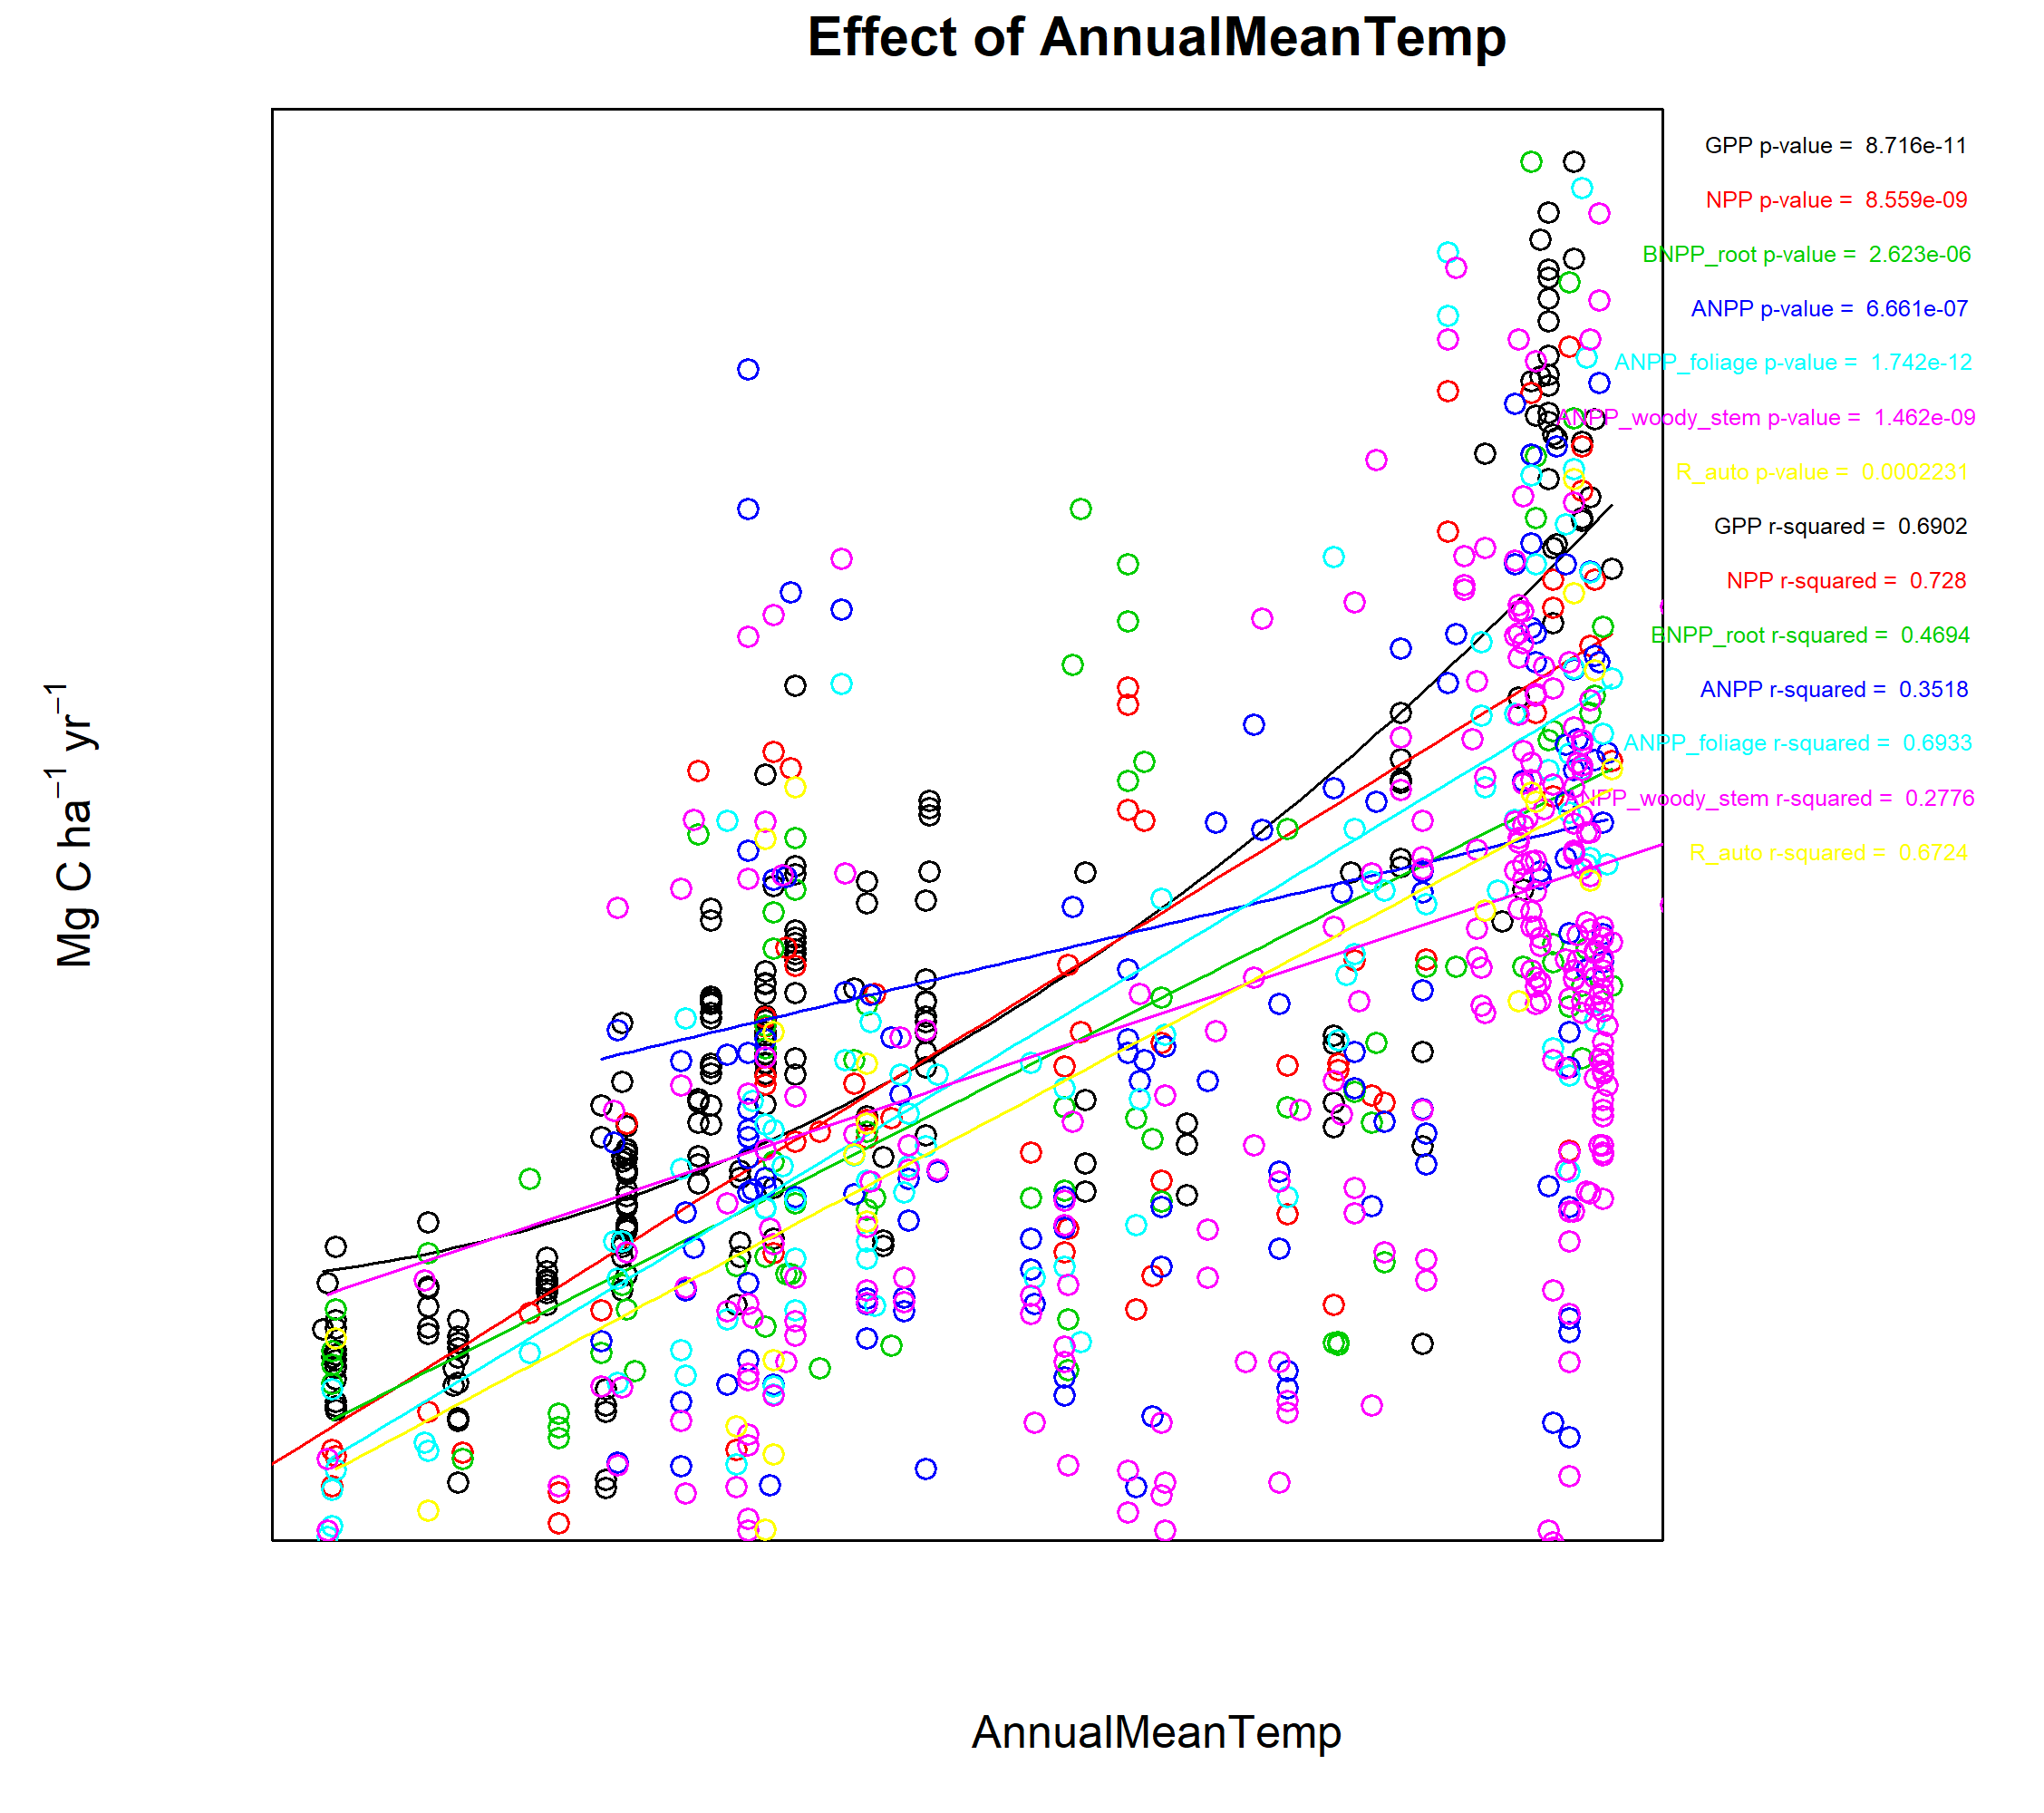 Effect of AnnualMeanTemp
GPP p-value = 8.716e-11
NPP p-value = 8.559e-09
BNPP_root p-value = 2.623e-06
ANPP p-value = 6.661e-07
ANPP_foliage p-value = 1.742e-12
ANPP_woody_stem p-value = 1.462e-09
R_auto p-value = 0.0002231
GPP r-squared = 0.6902
NPP r-squared = 0.728
BNPP_root r-squared = 0.4694
ANPP r-squared = 0.3518
ANPP_foliage r-squared = 0.6933
ANPP_woody_stem r-squared = 0.2776
R_auto r-squared = 0.6724
Mg C ha⁻¹ yr⁻¹
AnnualMeanTemp